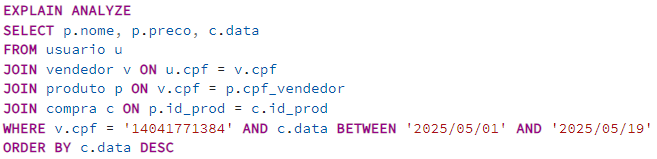 EXPLAIN ANALYZE
SELECT p.nome, p.preco, c.data
FROM usuario u
JOIN vendedor v ON u.cpf = v.cpf
JOIN produto p ON v.cpf = p.cpf_vendedor
JOIN compra c ON p.id_prod = c.id_prod
WHERE v.cpf = '14041771384' AND c.data BETWEEN '2025/05/01' AND '2025/05/19'
ORDER BY c.data DESC